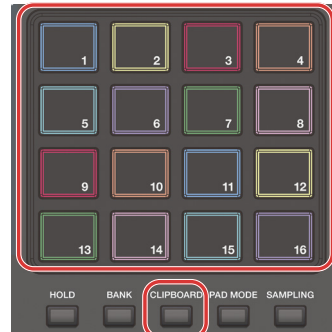 1 2 3 4
5 6 7 8
9 10 11 12
13 14 15 16
HOLD BANK CLIPBOARD PAD MODE SAMPLING